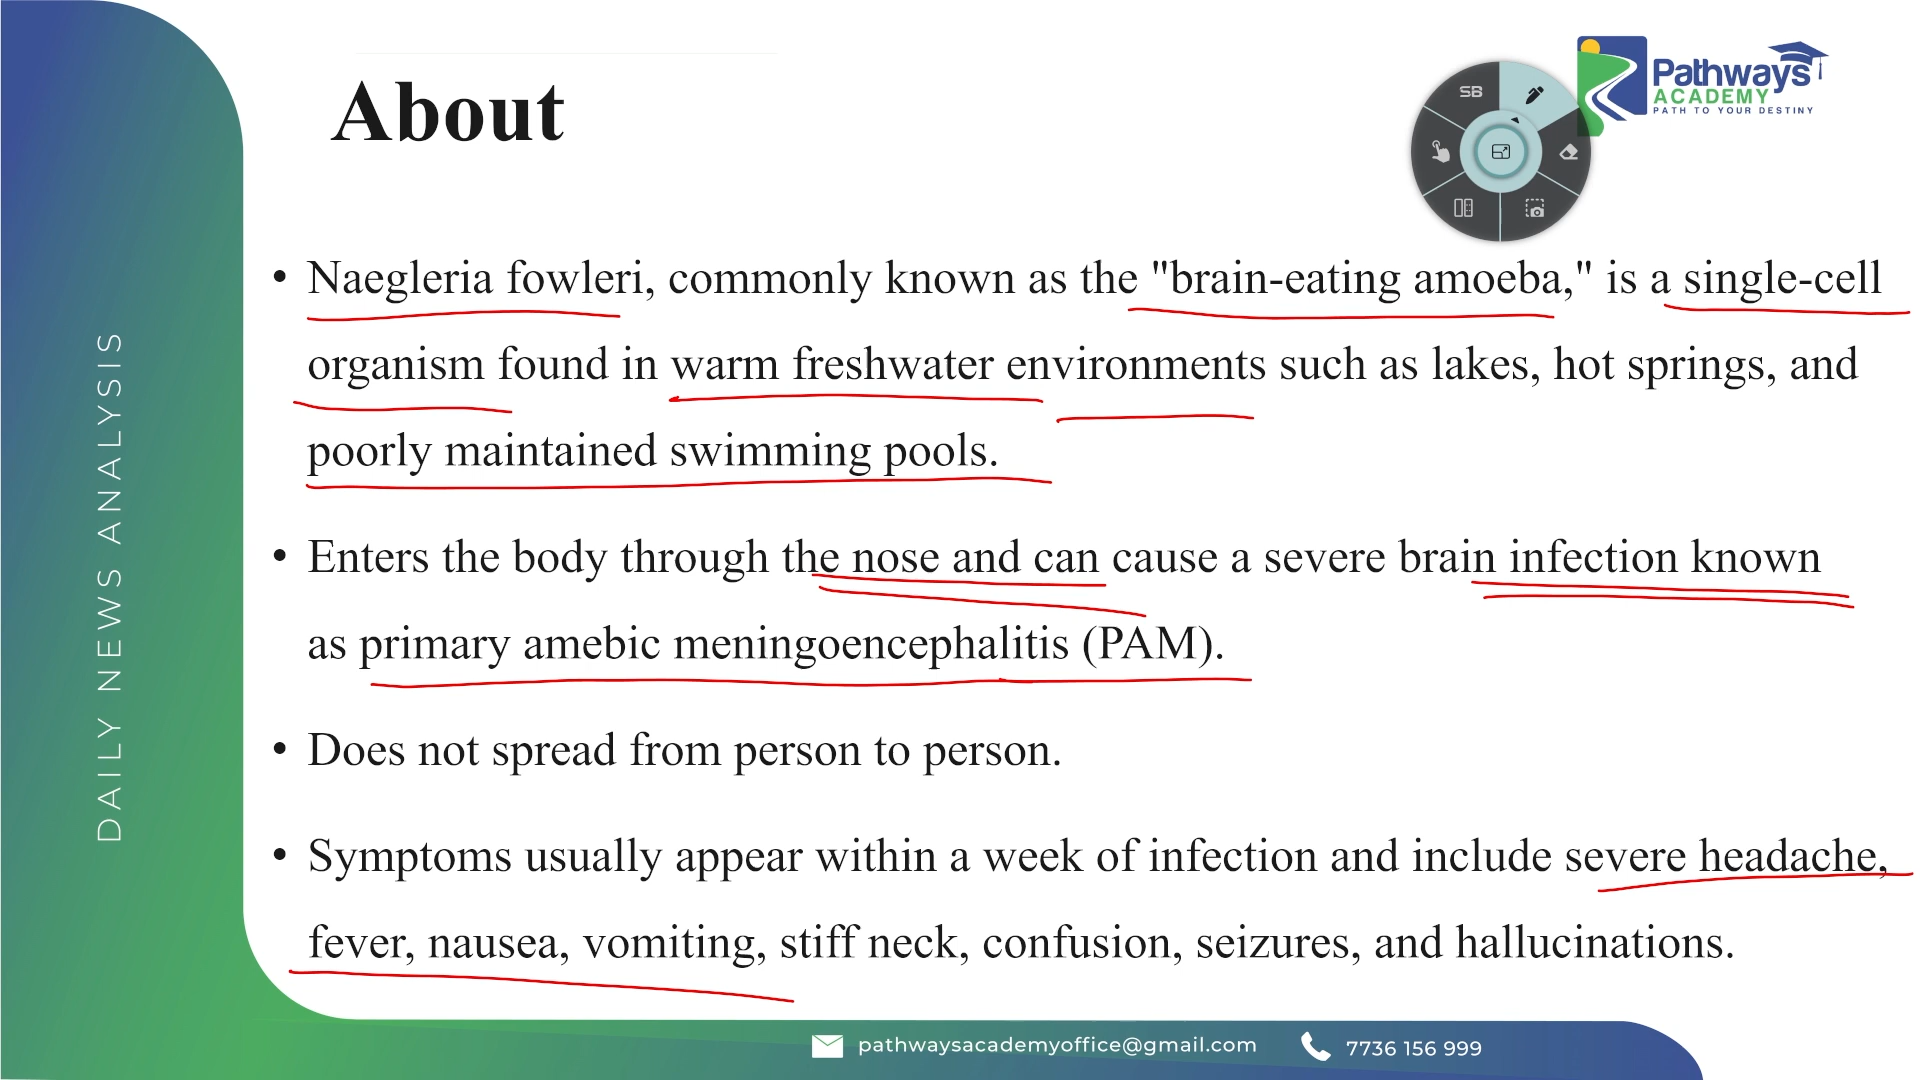 About
SB
Pathways
ACADEMY
PATH TO YOUR DESTINY
• Naegleria fowleri, commonly known as the "brain-eating amoeba," is a single-cell
organism found in warm freshwater environments such as lakes, hot springs, and
poorly maintained swimming pools.
• Enters the body through the nose and can cause a severe brain infection known
as primary amebic meningoencephalitis (PAM).
• Does not spread from person to person.
• Symptoms usually appear within a week of infection and include severe headache,
fever, nausea, vomiting, stiff neck, confusion, seizures, and hallucinations.
DAILY NEWS ANALYSIS
pathwaysacademyoffice@gmail.com
7736 156 999